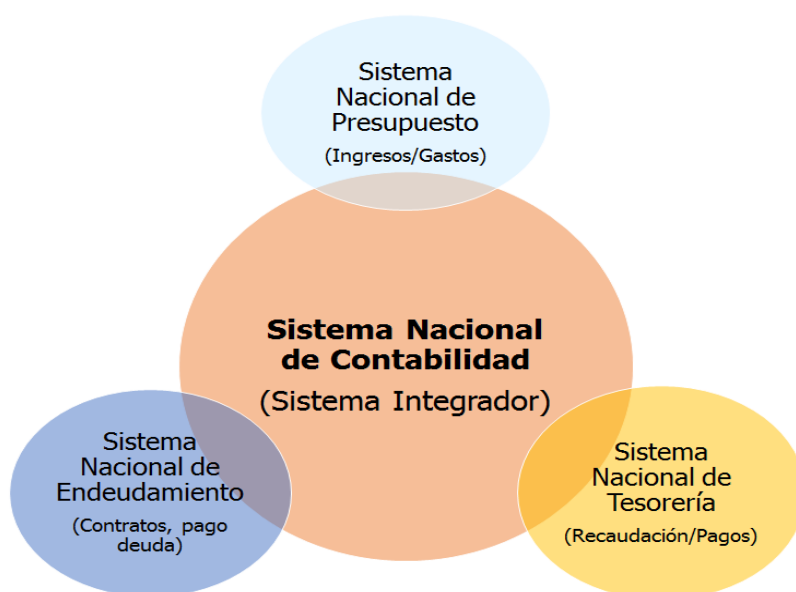 Sistema
Nacional de
Presupuesto
(Ingresos/Gastos)
Sistema Nacional
de Contabilidad
(Sistema Integrador)
Sistema
Nacional de
Endeudamiento
(Contratos, pago
deuda)
Sistema
Nacional de
Tesorería
(Recaudación/Pagos)